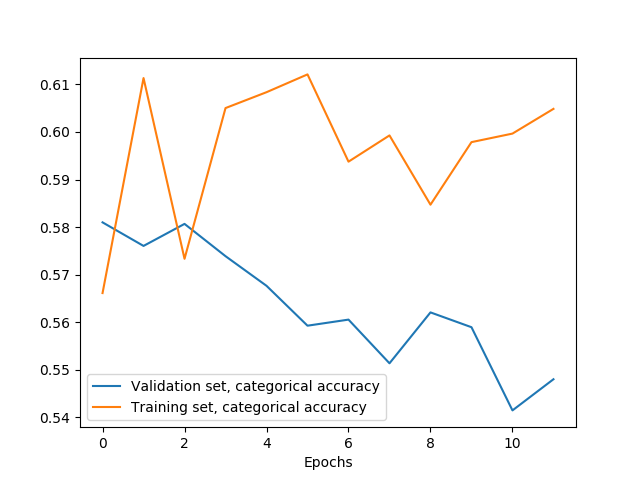 0.61
0.60
0.59
0.58
0.57
0.56
0.55
0.54
Validation set, categorical accuracy
Training set, categorical accuracy
0 2 4 6 8 10
Epochs